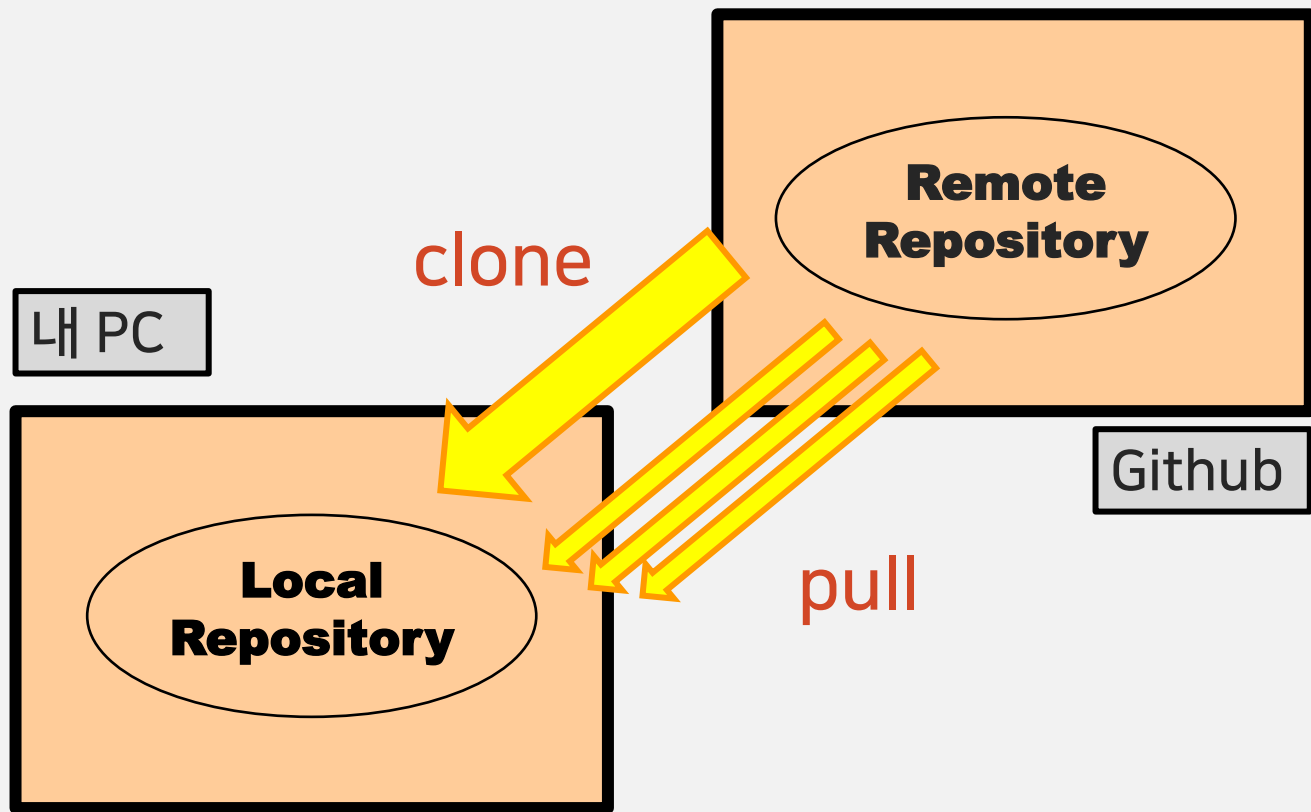 Remote
Repository
clone
내 PC
Github
Local
Repository
pull